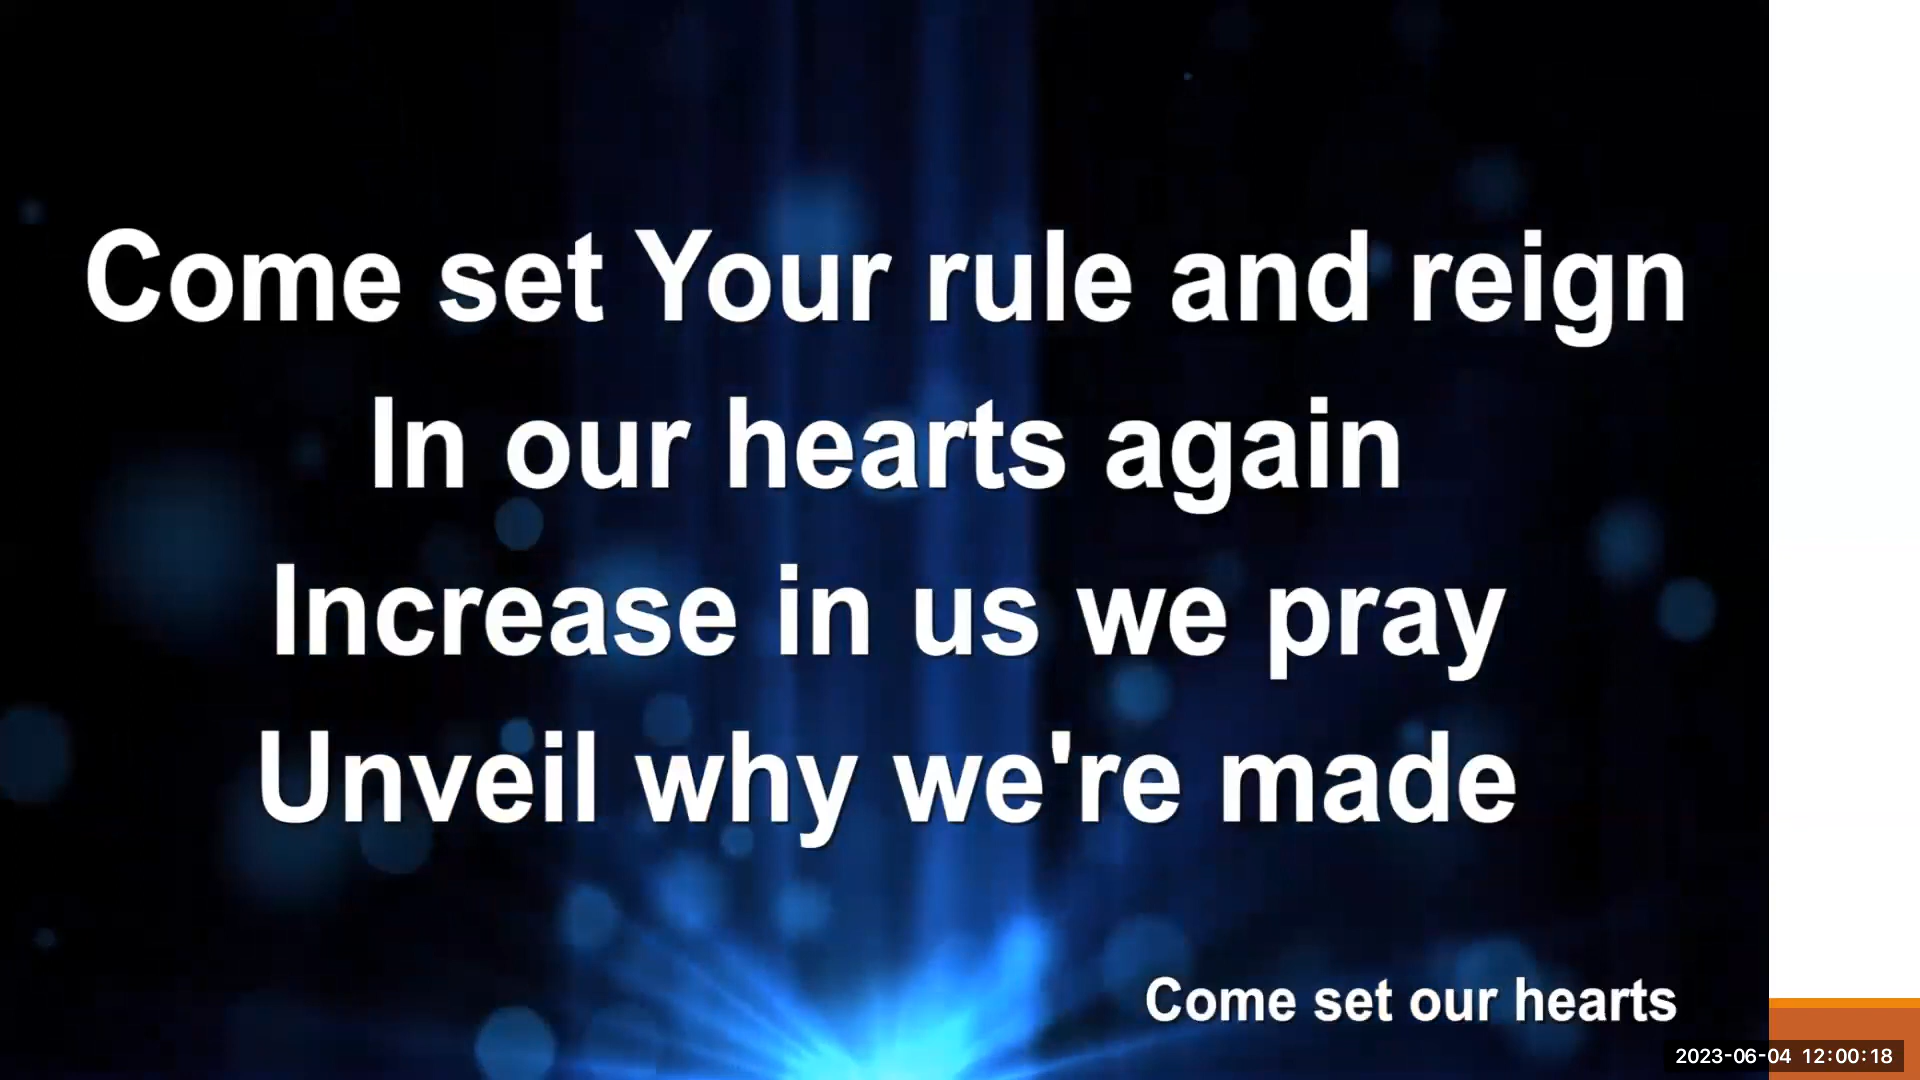 Come set Your rule and reign
In our hearts again
Increase in us we pray
Unveil why we're made
Come set our hearts
2023-06-04 12:00:18